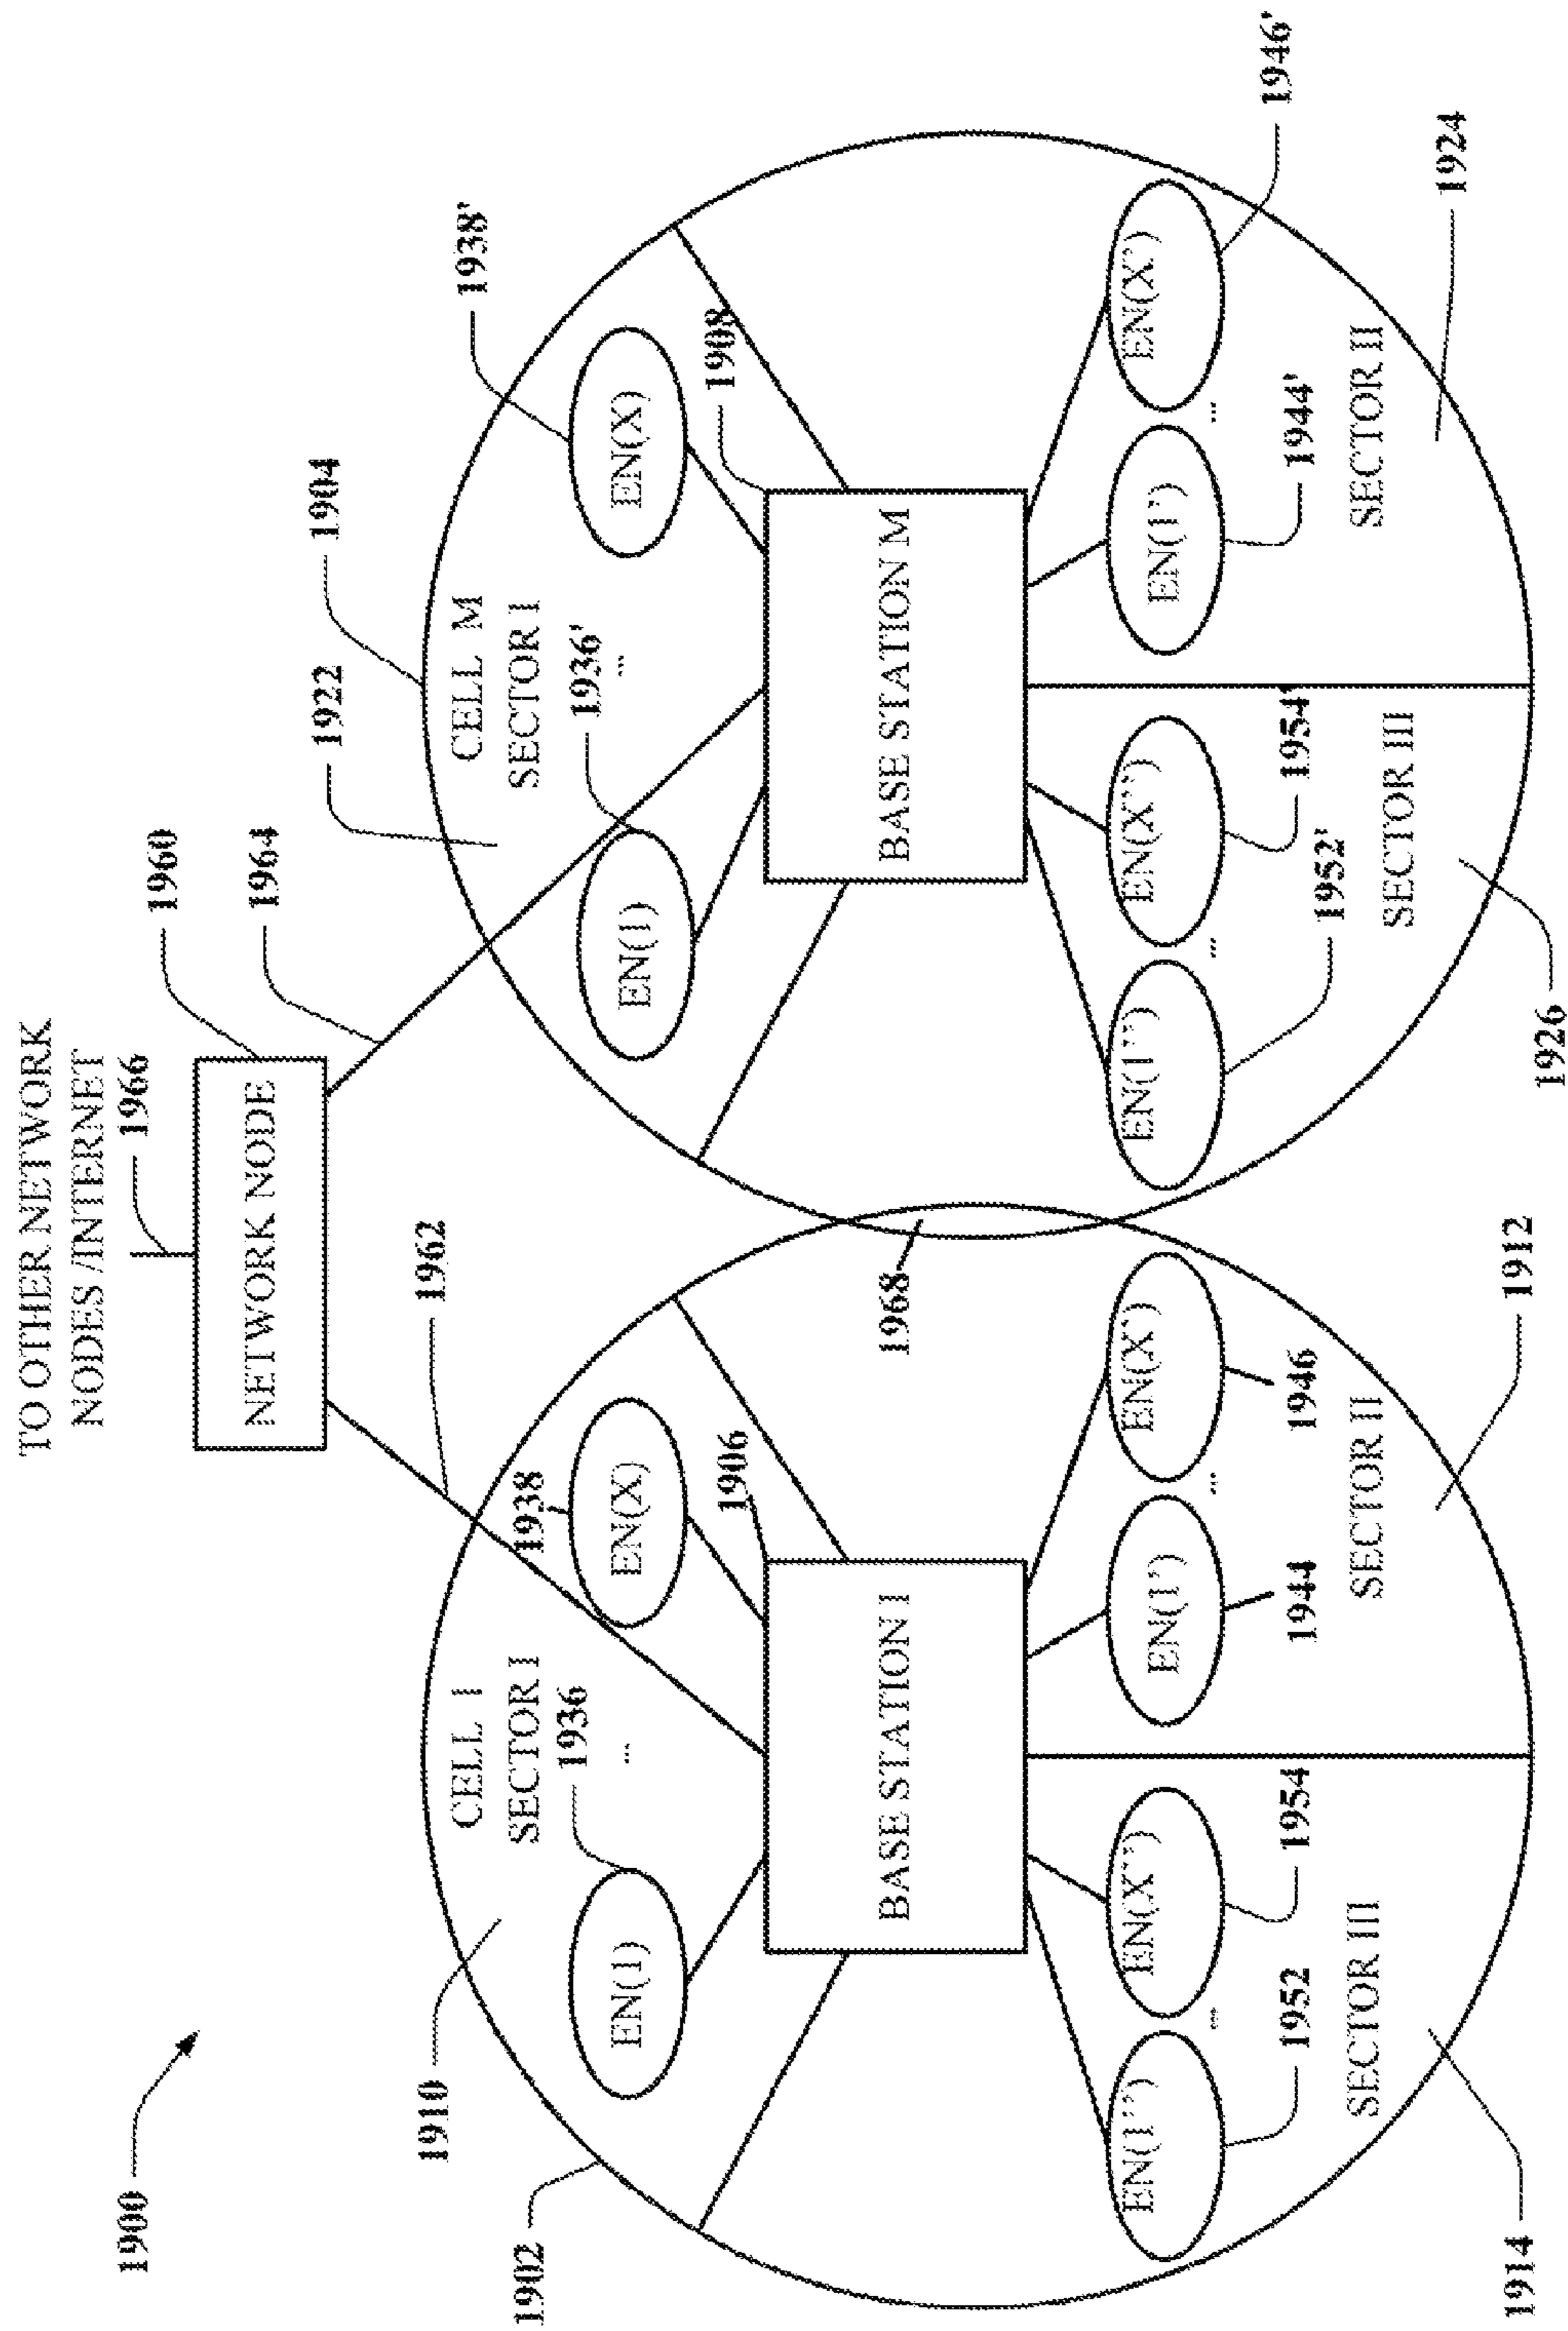 1900
TO OTHER NETWORK
NODES /INTERNET
1966
1960
NETWORK NODE
1964
1962
1902
1910
CELL I
SECTOR I
1936
...
EN(1)
1938
EN(X)
1906
BASE STATION I
EN(1'')
...
EN(X'')
1952
1954
SECTOR III
1914
EN(1')
...
EN(X')
1944
1946
SECTOR II
1912
1968
1904
1922
CELL M
SECTOR I
1936'
...
EN(1)
1938'
EN(X)
1908
BASE STATION M
EN(1'')
...
EN(X'')
1952'
1954'
SECTOR III
1926
EN(1')
...
EN(X')
1944'
1946'
SECTOR II
1924